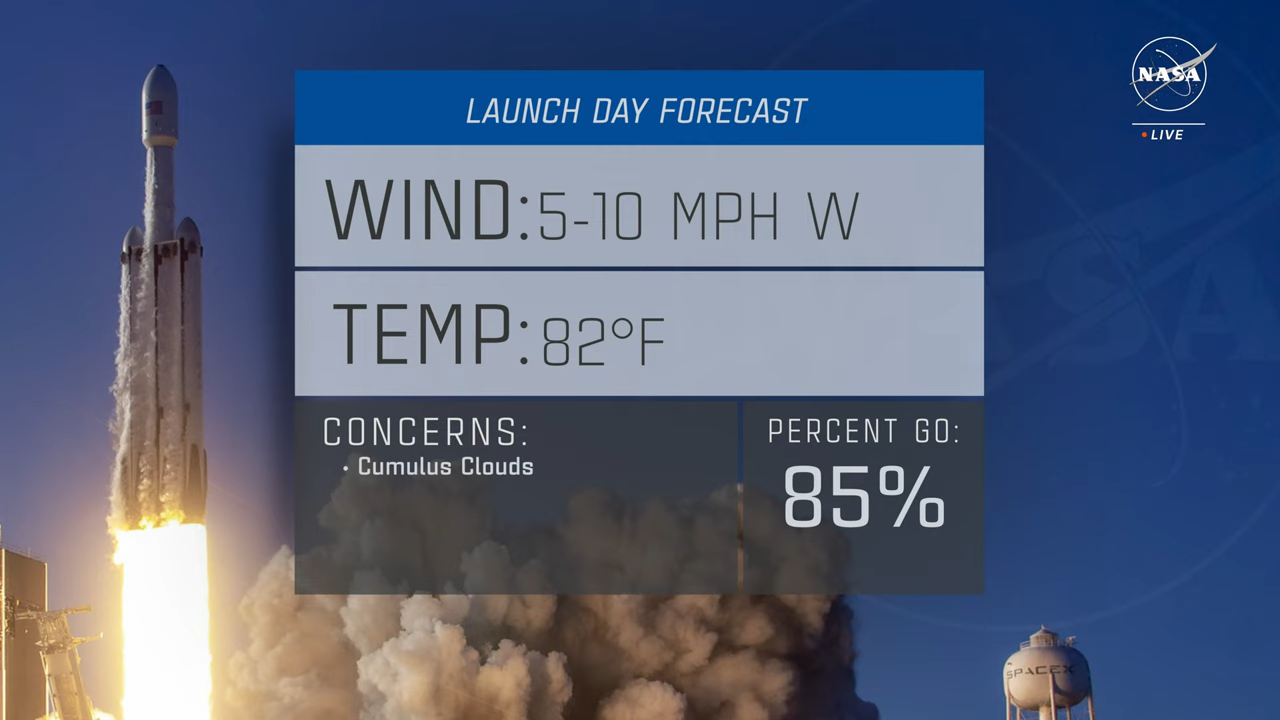 LAUNCH DAY FORECAST
NASA
LIVE
WIND: 5-10 MPH W
TEMP: 82°F
CONCERNS:
• Cumulus Clouds
PERCENT GO:
85%
SPACEX